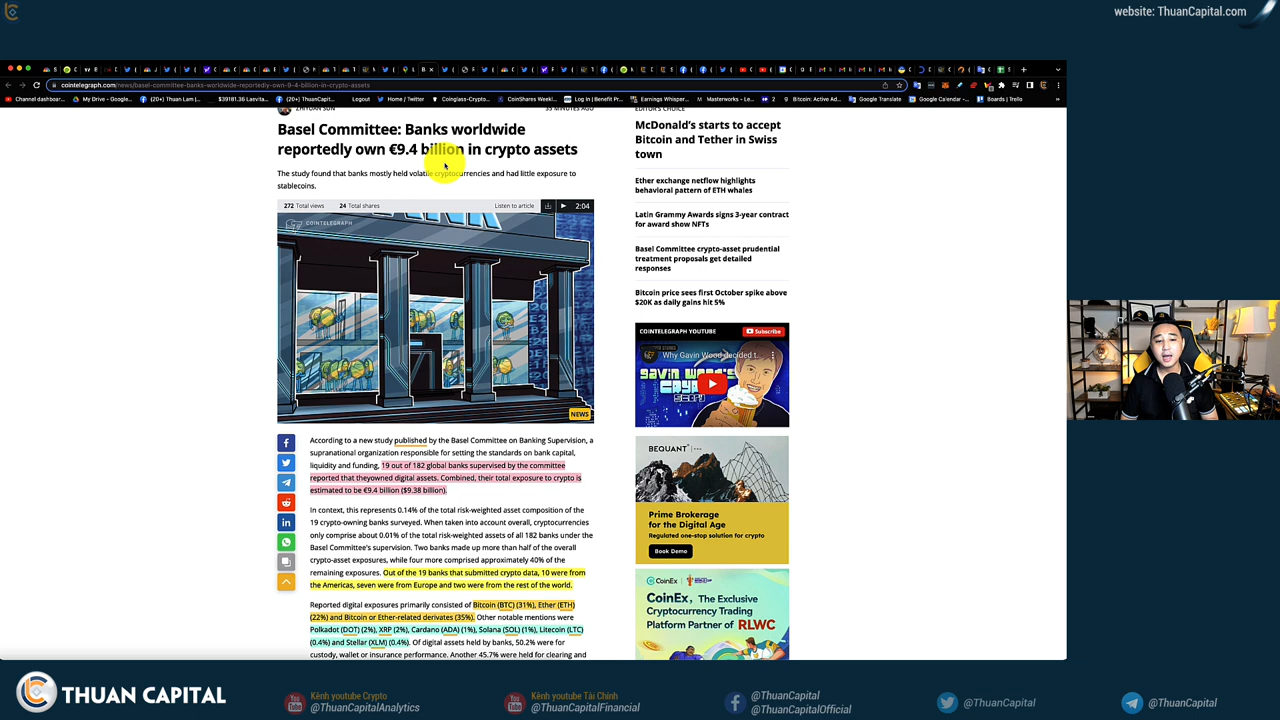 website: ThuanCapital.com
cointelegraph.com/news/basel-committee-banks-worldwide-reportedly-own-9-4-billion-in-crypto-assets
Channel dashboar...
My Drive - Google...
(20+) Thuan Lam |...
$39181.36 Laevita...
(20+) ThuanCapit...
Logout
Home / Twitter
Coinglass-Crypto...
CoinShares Weekl...
Log In | Benefit Pr...
Earnings Whisper...
Masterworks - Le...
Bitcoin: Active Ad...
Google Translate
Google Calendar -...
Boards | Trello
33 MINUTES AGO
Basel Committee: Banks worldwide
reportedly own €9.4 billion in crypto assets
The study found that banks mostly held volatile cryptocurrencies and had little exposure to
stablecoins.
272 Total views
24 Total shares
Listen to article
2:04
COINTELEGRAPH
BANK
NEWS
According to a new study published by the Basel Committee on Banking Supervision, a
supranational organization responsible for setting the standards on bank capital,
liquidity and funding, 19 out of 182 global banks supervised by the committee
reported that theyowned digital assets. Combined, their total exposure to crypto is
estimated to be €9.4 billion ($9.38 billion).
In context, this represents 0.14% of the total risk-weighted asset composition of the
19 crypto-owning banks surveyed. When taken into account overall, cryptocurrencies
only comprise about 0.01% of the total risk-weighted assets of all 182 banks under the
Basel Committee's supervision. Two banks made up more than half of the overall
crypto-asset exposures, while four more comprised approximately 40% of the
remaining exposures. Out of the 19 banks that submitted crypto data, 10 were from
the Americas, seven were from Europe and two were from the rest of the world.
Reported digital exposures primarily consisted of Bitcoin (BTC) (31%), Ether (ETH)
(22%) and Bitcoin or Ether-related derivates (35%). Other notable mentions were
Polkadot (DOT) (2%), XRP (2%), Cardano (ADA) (1%), Solana (SOL) (1%), Litecoin (LTC)
(0.4%) and Stellar (XLM) (0.4%). Of digital assets held by banks, 50.2% were for
custody, wallet or insurance performance. Another 45.7% were held for clearing and
EDITOR'S CHOICE
McDonald's starts to accept
Bitcoin and Tether in Swiss
town
Ether exchange netflow highlights
behavioral pattern of ETH whales
Latin Grammy Awards signs 3-year contract
for award show NFTs
Basel Committee crypto-asset prudential
treatment proposals get detailed
responses
Bitcoin price sees first October spike above
$20K as daily gains hit 5%
COINTELEGRAPH YOUTUBE
Subscribe
Why Gavin Wood decided t...
BEQUANT
Prime Brokerage
for the Digital Age
Regulated one-stop solution for crypto
Book Demo
CoinEx
CoinEx, The Exclusive
Cryptocurrency Trading
Platform Partner of RLWC
THUAN CAPITAL
Kênh youtube Crypto
@ThuanCapitalAnalytics
Kênh youtube Tài Chính
@ThuanCapitalFinancial
@ThuanCapital
@ThuanCapitalOfficial
@ThuanCapital
@ThuanCapital